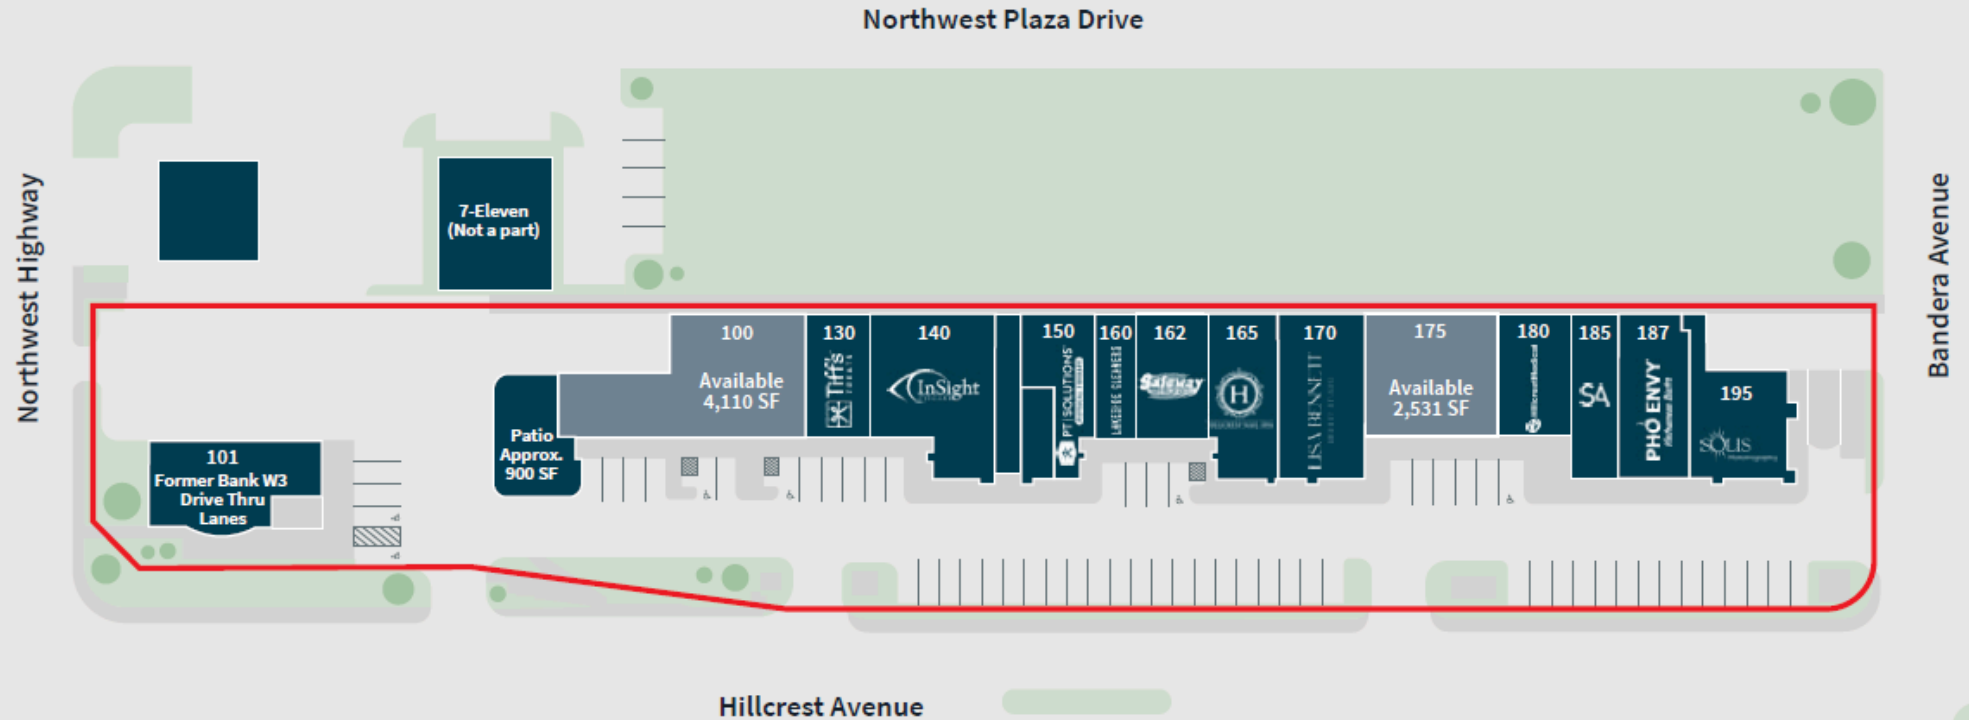 Northwest Plaza Drive
Northwest Highway
Bandera Avenue
7-Eleven
(Not a part)
100
Available
4,110 SF
130
Tiff's
TREATS
140
InSight
150
PT SOLUTIONS
160
LAKESIDE CLEANERS
162
Safeway
165
H
170
LISA BENNETT
175
Available
2,531 SF
180
185
SA
187
PHO ENVY
195
SOLIS
Patio
Approx.
900 SF
101
Former Bank W3
Drive Thru
Lanes
Hillcrest Avenue